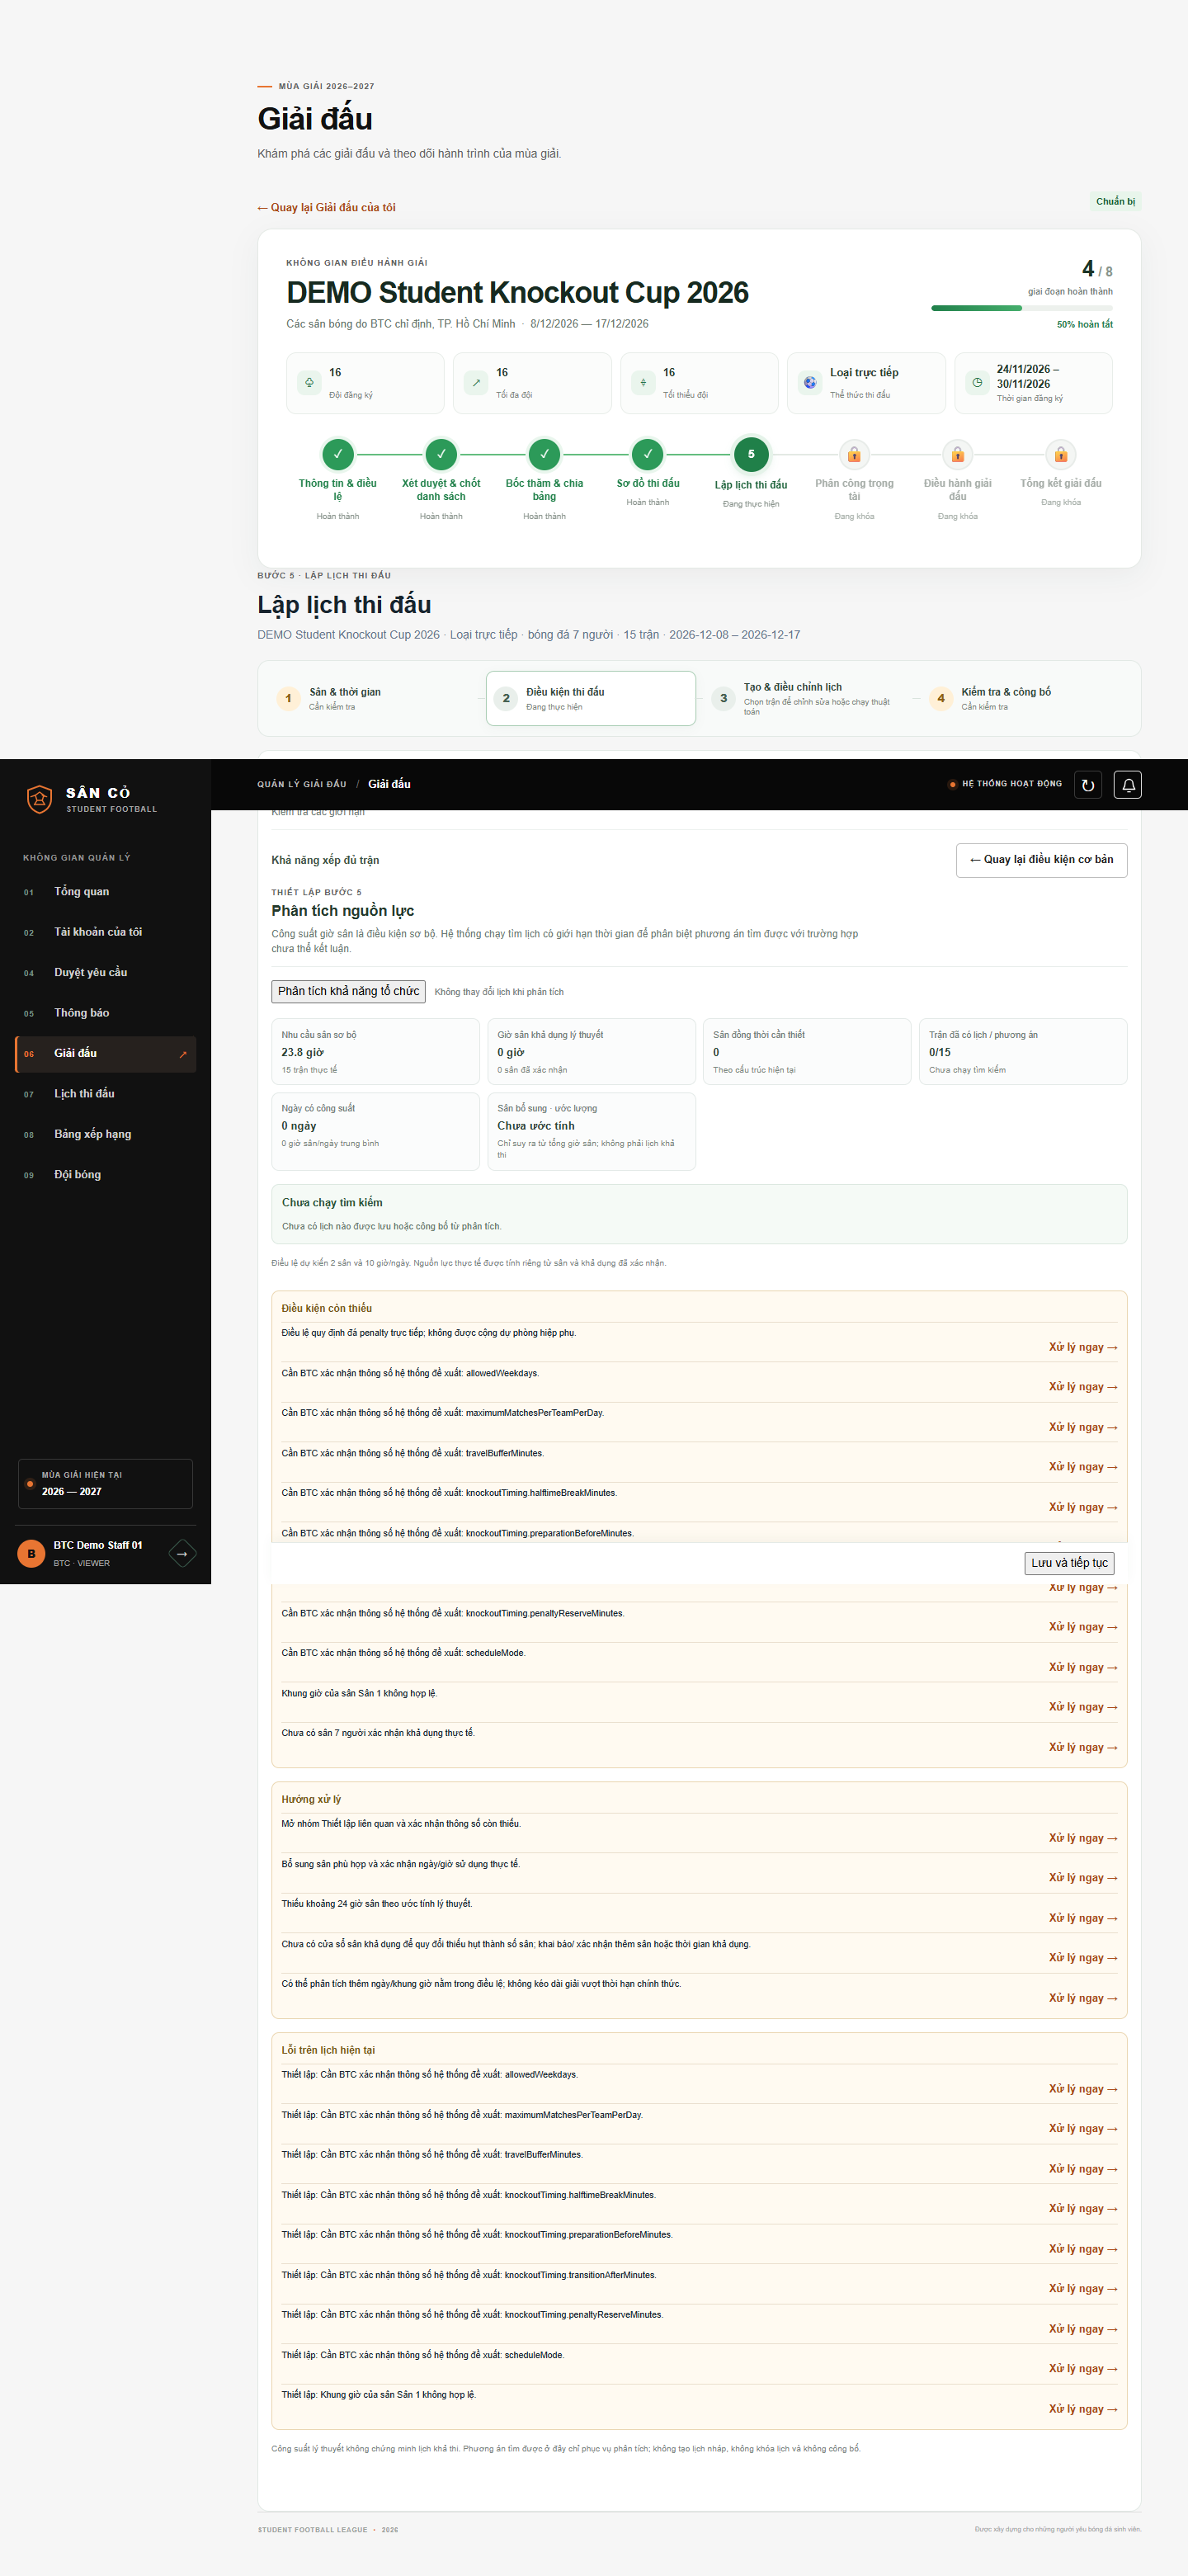 MÙA GIẢI 2026–2027
Giải đấu
Khám phá các giải đấu và theo dõi hành trình của mùa giải.
← Quay lại Giải đấu của tôi
Chuẩn bị
KHÔNG GIAN ĐIỀU HÀNH GIẢI
DEMO Student Knockout Cup 2026
Các sân bóng do BTC chỉ định, TP. Hồ Chí Minh · 8/12/2026 — 17/12/2026
4 / 8
giai đoạn hoàn thành
50% hoàn tất
16
Đội đăng ký
16
Tối đa đội
16
Tối thiểu đội
Loại trực tiếp
Thể thức thi đấu
24/11/2026 –
30/11/2026
Thời gian đăng ký
✓ ✓ ✓ ✓ 5
Thông tin & điều
lệ
Hoàn thành
Xét duyệt & chốt
danh sách
Hoàn thành
Bốc thăm & chia
bảng
Hoàn thành
Sơ đồ thi đấu
Hoàn thành
Lập lịch thi đấu
Đang thực hiện
Phân công trọng
tài
Đang khóa
Điều hành giải
đấu
Đang khóa
Tổng kết giải đấu
Đang khóa
BƯỚC 5 · LẬP LỊCH THI ĐẤU
Lập lịch thi đấu
DEMO Student Knockout Cup 2026 · Loại trực tiếp · bóng đá 7 người · 15 trận · 2026-12-08 – 2026-12-17
1
Sân & thời gian
Cần kiểm tra
2
Điều kiện thi đấu
Đang thực hiện
3
Tạo & điều chỉnh lịch
Chọn trận để chỉnh sửa hoặc chạy thuật
toán
4
Kiểm tra & công bố
Cần kiểm tra
SÂN CỎ
STUDENT FOOTBALL
QUẢN LÝ GIẢI ĐẤU / Giải đấu
HỆ THỐNG HOẠT ĐỘNG
KHÔNG GIAN QUẢN LÝ
01 Tổng quan
02 Tài khoản của tôi
04 Duyệt yêu cầu
05 Thông báo
06 Giải đấu ↗
07 Lịch thi đấu
08 Bảng xếp hạng
09 Đội bóng
MÙA GIẢI HIỆN TẠI
2026 — 2027
B
BTC Demo Staff 01
BTC · VIEWER
Kiểm tra các giới hạn
Khả năng xếp đủ trận
← Quay lại điều kiện cơ bản
THIẾT LẬP BƯỚC 5
Phân tích nguồn lực
Công suất giờ sân là điều kiện sơ bộ. Hệ thống chạy tìm lịch có giới hạn thời gian để phân biệt phương án tìm được với trường hợp
chưa thể kết luận.
Phân tích khả năng tổ chức
Không thay đổi lịch khi phân tích
Nhu cầu sân sơ bộ
23.8 giờ
15 trận thực tế
Giờ sân khả dụng lý thuyết
0 giờ
0 sân đã xác nhận
Sân đồng thời cần thiết
0
Theo cấu trúc hiện tại
Trận đã có lịch / phương án
0/15
Chưa chạy tìm kiếm
Ngày có công suất
0 ngày
0 giờ sân/ngày trung bình
Sân bổ sung · ước lượng
Chưa ước tính
Chỉ suy ra từ tổng giờ sân; không phải lịch khả
thi
Chưa chạy tìm kiếm
Chưa có lịch nào được lưu hoặc công bố từ phân tích.
Điều lệ dự kiến 2 sân và 10 giờ/ngày. Nguồn lực thực tế được tính riêng từ sân và khả dụng đã xác nhận.
Điều kiện còn thiếu
Điều lệ quy định đá penalty trực tiếp; không được cộng dự phòng hiệp phụ.
Xử lý ngay →
Cần BTC xác nhận thông số hệ thống đề xuất: allowedWeekdays.
Xử lý ngay →
Cần BTC xác nhận thông số hệ thống đề xuất: maximumMatchesPerTeamPerDay.
Xử lý ngay →
Cần BTC xác nhận thông số hệ thống đề xuất: travelBufferMinutes.
Xử lý ngay →
Cần BTC xác nhận thông số hệ thống đề xuất: knockoutTiming.halftimeBreakMinutes.
Xử lý ngay →
Cần BTC xác nhận thông số hệ thống đề xuất: knockoutTiming.preparationBeforeMinutes.
Lưu và tiếp tục
Xử lý ngay →
Cần BTC xác nhận thông số hệ thống đề xuất: knockoutTiming.penaltyReserveMinutes.
Xử lý ngay →
Cần BTC xác nhận thông số hệ thống đề xuất: scheduleMode.
Xử lý ngay →
Khung giờ của sân Sân 1 không hợp lệ.
Xử lý ngay →
Chưa có sân 7 người xác nhận khả dụng thực tế.
Xử lý ngay →
Hướng xử lý
Mở nhóm Thiết lập liên quan và xác nhận thông số còn thiếu.
Xử lý ngay →
Bổ sung sân phù hợp và xác nhận ngày/giờ sử dụng thực tế.
Xử lý ngay →
Thiếu khoảng 24 giờ sân theo ước tính lý thuyết.
Xử lý ngay →
Chưa có cửa sổ sân khả dụng để quy đổi thiếu hụt thành số sân; khai báo/ xác nhận thêm sân hoặc thời gian khả dụng.
Xử lý ngay →
Có thể phân tích thêm ngày/khung giờ nằm trong điều lệ; không kéo dài giải vượt thời hạn chính thức.
Xử lý ngay →
Lỗi trên lịch hiện tại
Thiết lập: Cần BTC xác nhận thông số hệ thống đề xuất: allowedWeekdays.
Xử lý ngay →
Thiết lập: Cần BTC xác nhận thông số hệ thống đề xuất: maximumMatchesPerTeamPerDay.
Xử lý ngay →
Thiết lập: Cần BTC xác nhận thông số hệ thống đề xuất: travelBufferMinutes.
Xử lý ngay →
Thiết lập: Cần BTC xác nhận thông số hệ thống đề xuất: knockoutTiming.halftimeBreakMinutes.
Xử lý ngay →
Thiết lập: Cần BTC xác nhận thông số hệ thống đề xuất: knockoutTiming.preparationBeforeMinutes.
Xử lý ngay →
Thiết lập: Cần BTC xác nhận thông số hệ thống đề xuất: knockoutTiming.transitionAfterMinutes.
Xử lý ngay →
Thiết lập: Cần BTC xác nhận thông số hệ thống đề xuất: knockoutTiming.penaltyReserveMinutes.
Xử lý ngay →
Thiết lập: Cần BTC xác nhận thông số hệ thống đề xuất: scheduleMode.
Xử lý ngay →
Thiết lập: Khung giờ của sân Sân 1 không hợp lệ.
Xử lý ngay →
Công suất lý thuyết không chứng minh lịch khả thi. Phương án tìm được ở đây chỉ phục vụ phân tích; không tạo lịch nháp, không khóa lịch và không công bố.
STUDENT FOOTBALL LEAGUE • 2026
Được xây dựng cho những người yêu bóng đá sinh viên.